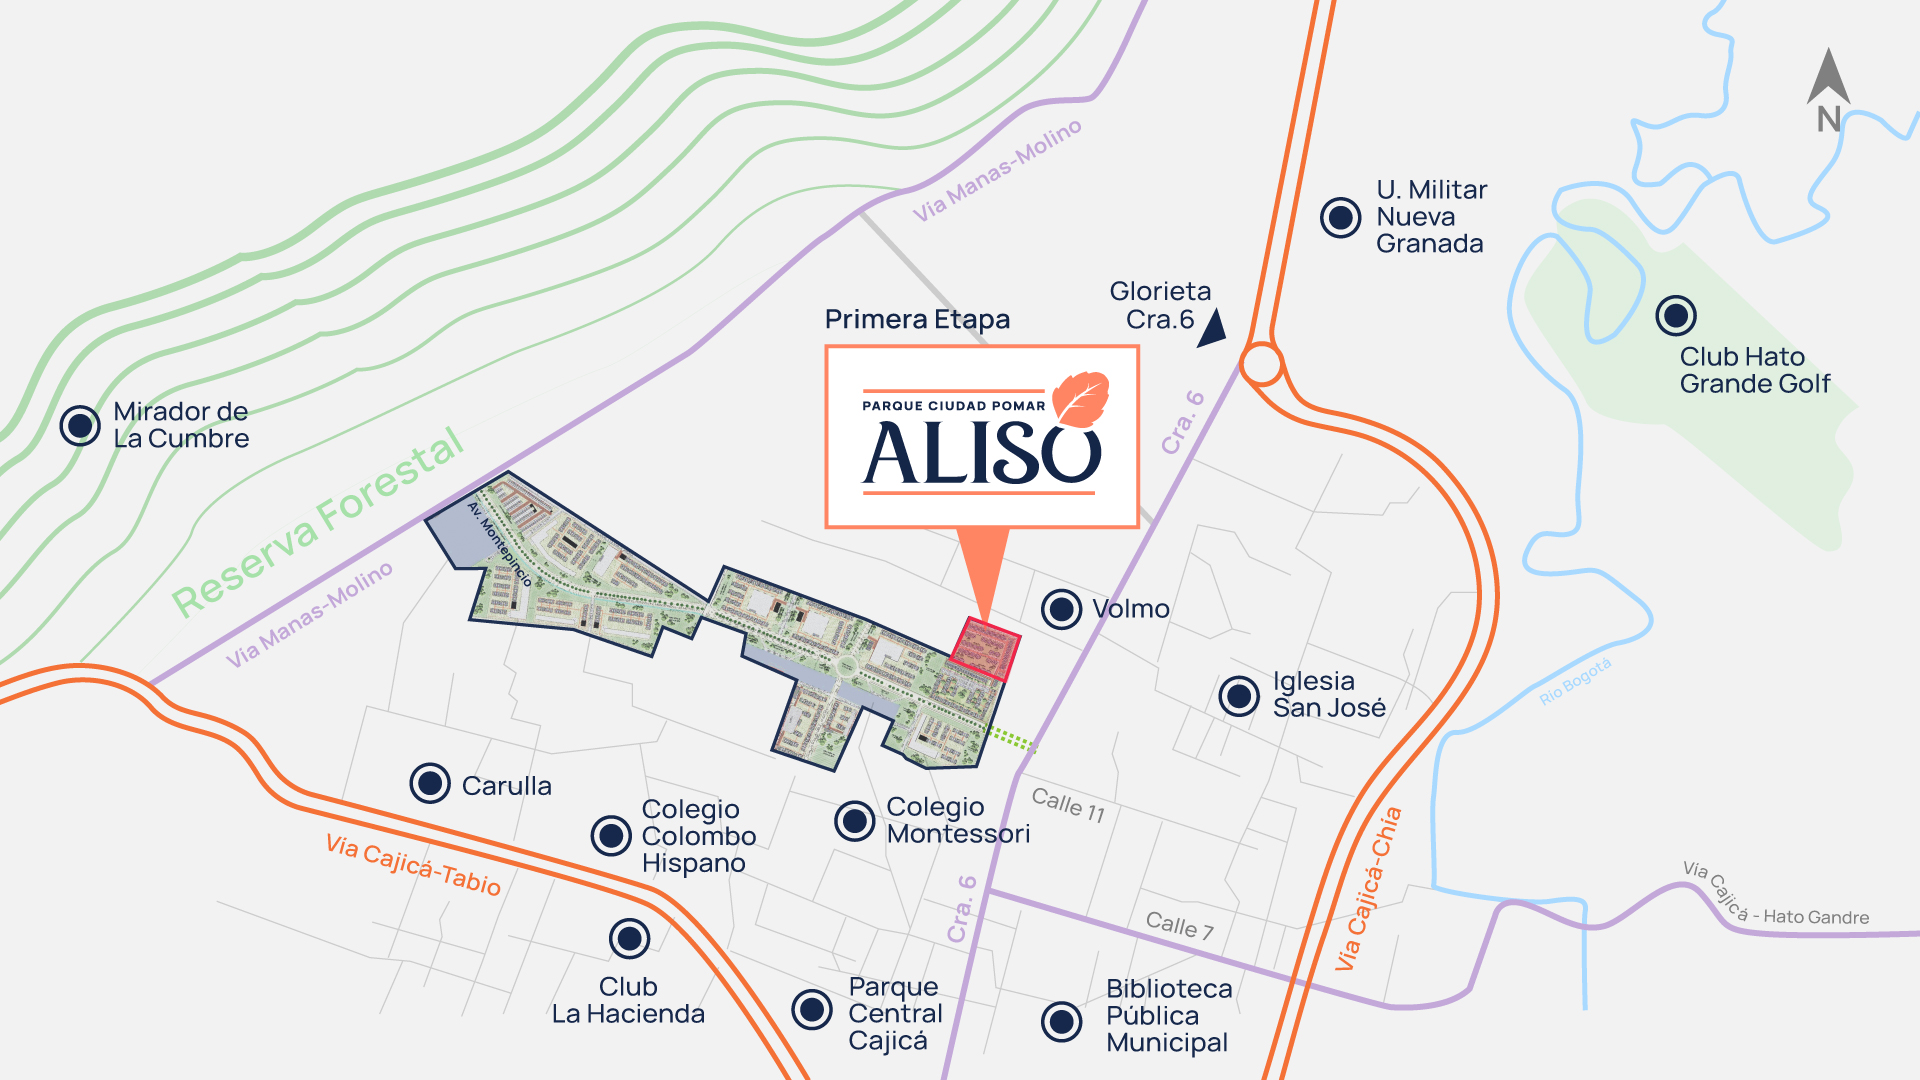 N
Vía Manas-Molino
U. Militar
Nueva
Granada
Glorieta
Cra.6
Primera Etapa
PARQUE CIUDAD POMAR
ALISO
Cra. 6
Club Hato
Grande Golf
Mirador de
La Cumbre
Reserva Forestal
Av. Montepincio
Vía Manas-Molino
Volmo
Iglesia
San José
Río Bogotá
Carulla
Colegio
Colombo
Hispano
Colegio
Montessori
Calle 11
Vía Cajicá-Tabio
Cra. 6
Calle 7
Vía Cajicá-Chía
Vía Cajicá - Hato Gandre
Club
La Hacienda
Parque
Central
Cajicá
Biblioteca
Pública
Municipal